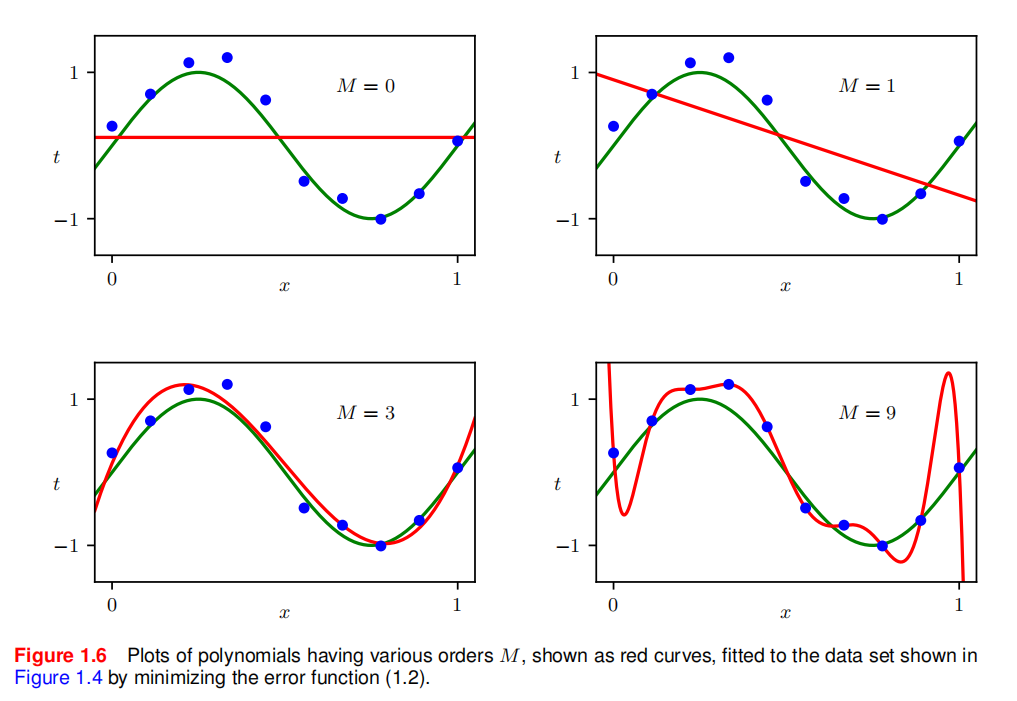 1
M = 0
t
−1
0
x
1
1
M = 1
t
−1
0
x
1
1
M = 3
t
−1
0
x
1
1
M = 9
t
−1
0
x
1
Figure 1.6 Plots of polynomials having various orders M, shown as red curves, fitted to the data set shown in
Figure 1.4 by minimizing the error function (1.2).